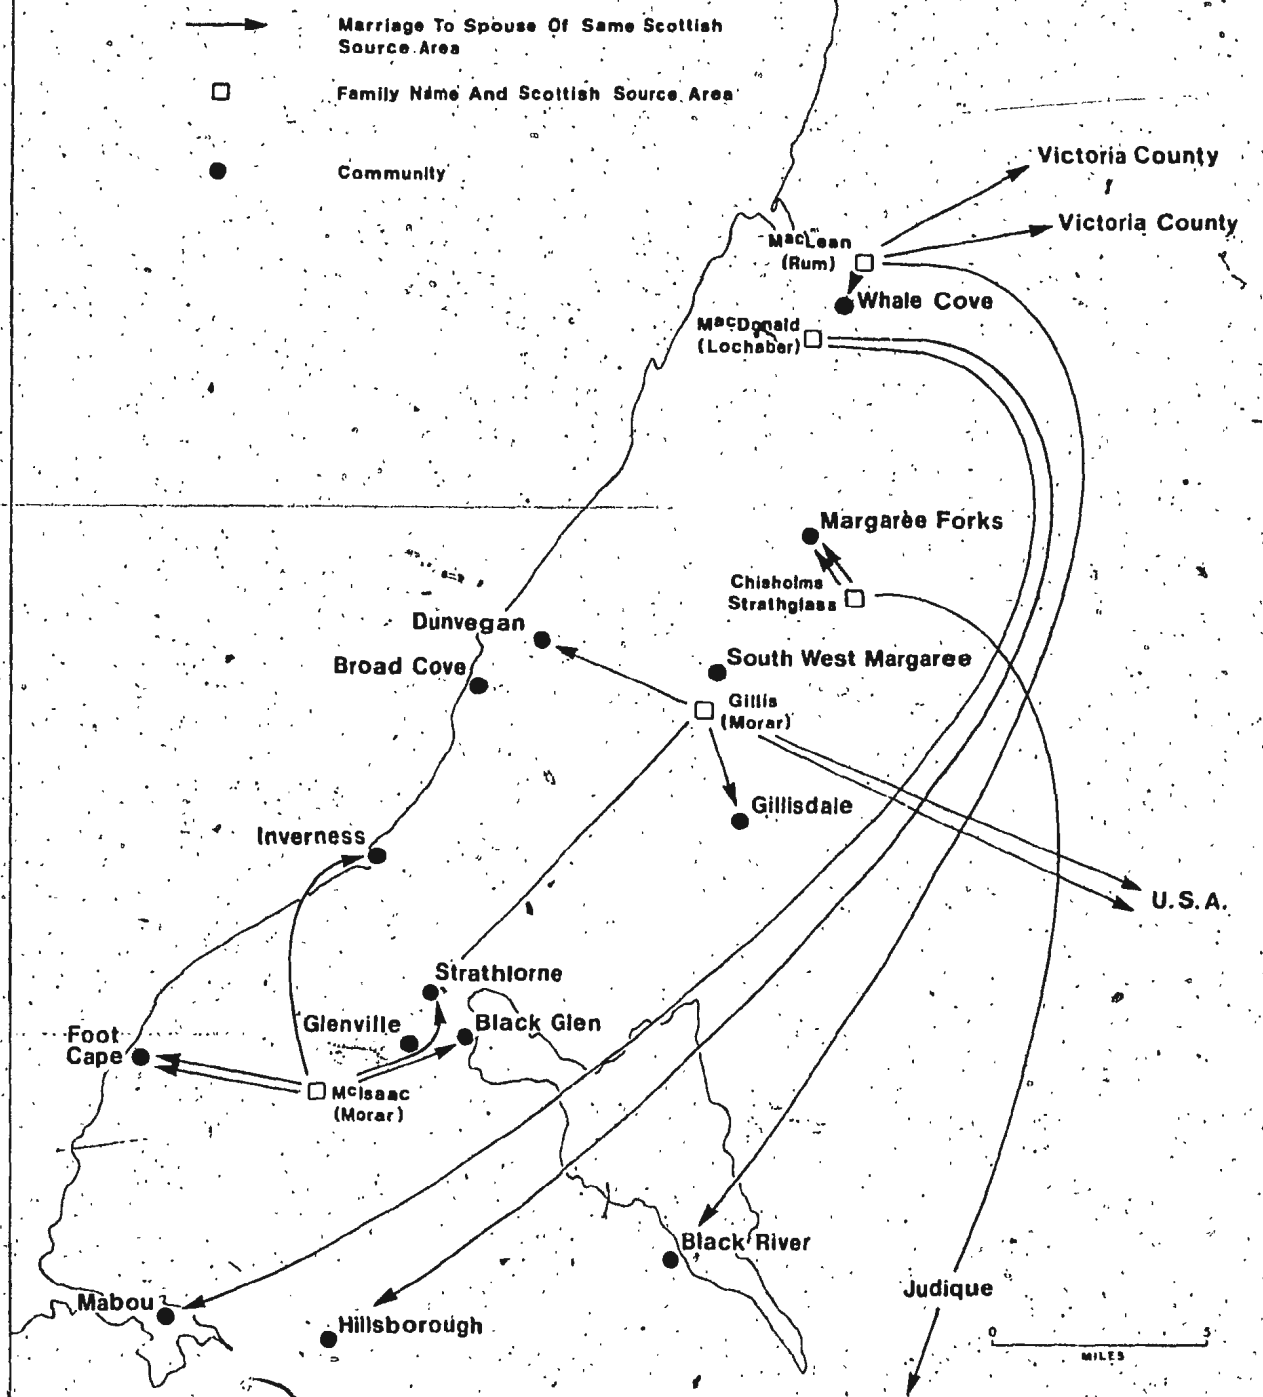 Marriage To Spouse Of Same Scottish
Source Area
Family Name And Scottish Source Area
Community
Victoria County
Victoria County
MacLean
(Rum)
Whale Cove
MacDonald
(Lochaber)
Margaree Forks
Chisholms
Strathglass
Dunvegan
South West Margaree
Broad Cove
Gillis
(Morar)
Gillisdale
Inverness
U.S.A.
Strathlorne
Glenville
Black Glen
Foot
Cape
McIsaac
(Morar)
Black River
Judique
Mabou
Hillsborough
0 5
MILES